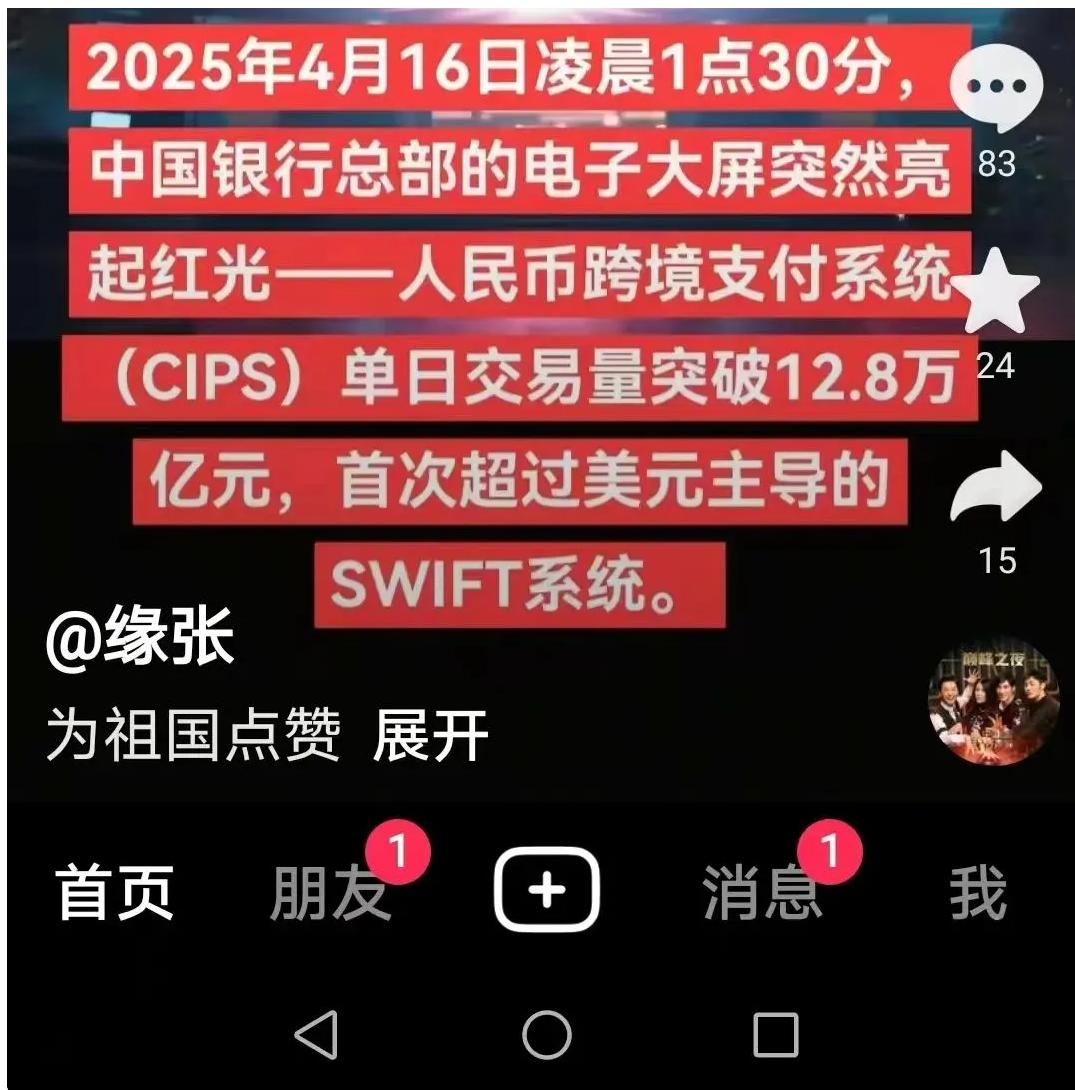 2025年4月16日凌晨1点30分，
中国银行总部的电子大屏突然亮
起红光——人民币跨境支付系统
（CIPS）单日交易量突破12.8万
亿元，首次超过美元主导的
SWIFT系统。
83
24
15
@缘张
为祖国点赞 展开
巅峰之夜
首页
朋友
1
消息
1
我